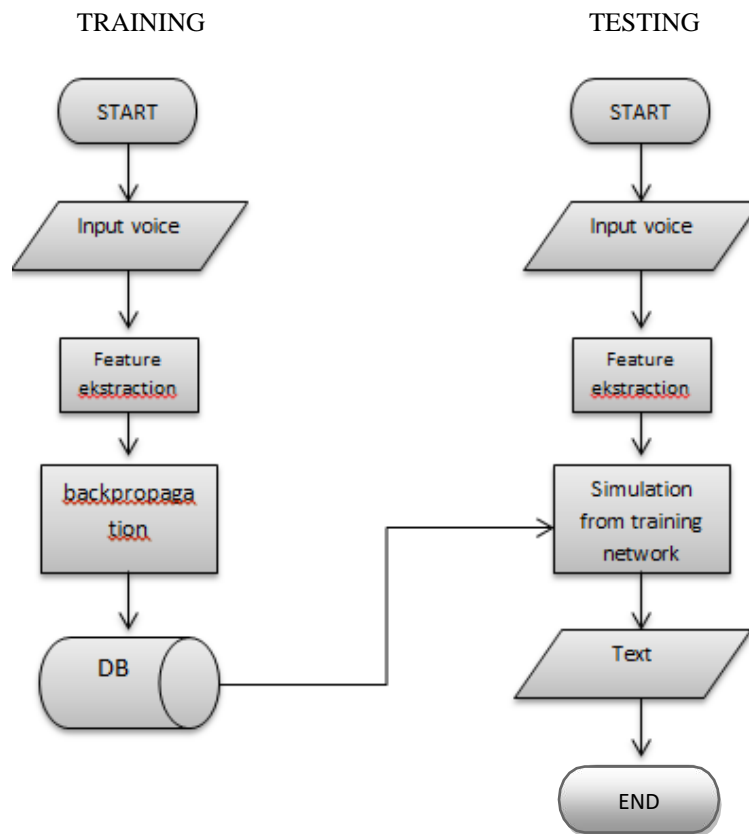 TRAINING
START
Input voice
Feature
ekstraction
backpropaga
tion
DB
TESTING
START
Input voice
Feature
ekstraction
Simulation
from training
network
Text
END